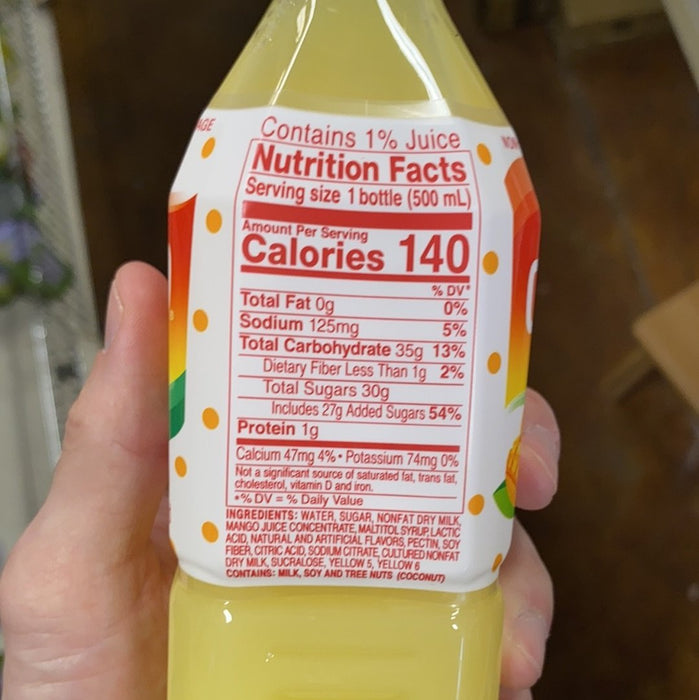 AGE
Contains 1% Juice
NON
Nutrition Facts
Serving size 1 bottle (500 mL)
Amount Per Serving
Calories 140
% DV*
Total Fat 0g 0%
Sodium 125mg 5%
Total Carbohydrate 35g 13%
Dietary Fiber Less Than 1g 2%
Total Sugars 30g
Includes 27g Added Sugars 54%
Protein 1g
Calcium 47mg 4% • Potassium 74mg 0%
Not a significant source of saturated fat, trans fat,
cholesterol, vitamin D and iron.
*% DV = % Daily Value
INGREDIENTS: WATER, SUGAR, NONFAT DRY MILK,
MANGO JUICE CONCENTRATE, MALTITOL SYRUP, LACTIC
ACID, NATURAL AND ARTIFICIAL FLAVORS, PECTIN, SOY
FIBER, CITRIC ACID, SODIUM CITRATE, CULTURED NONFAT
DRY MILK, SUCRALOSE, YELLOW 5, YELLOW 6
CONTAINS: MILK, SOY AND TREE NUTS (COCONUT)